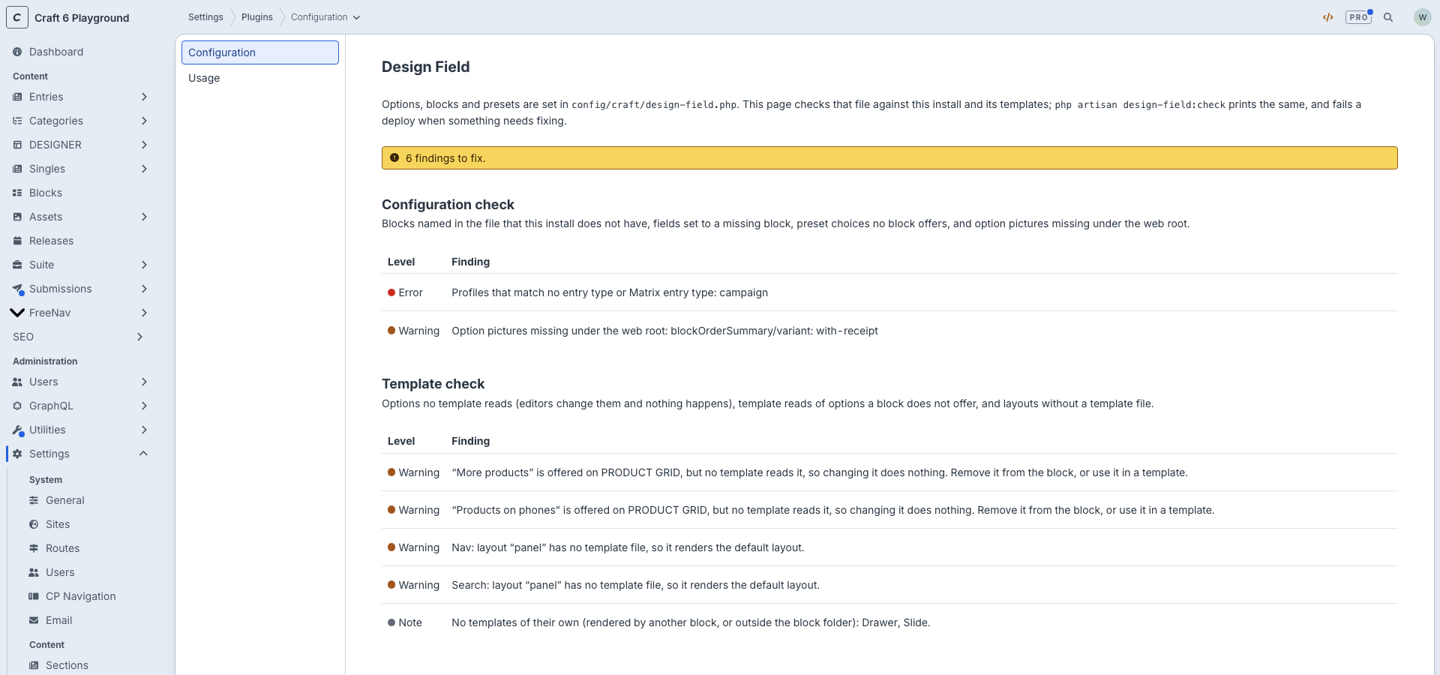 C Craft 6 Playground
Settings Plugins Configuration
PRO W
Dashboard
Content
Entries
Categories
DESIGNER
Singles
Blocks
Assets
Releases
Suite
Submissions
FreeNav
SEO
Administration
Users
GraphQL
Utilities
Settings
System
General
Sites
Routes
Users
CP Navigation
Email
Content
Sections
Configuration
Usage
Design Field
Options, blocks and presets are set in config/craft/design-field.php. This page checks that file against this install and its templates; php artisan design-field:check prints the same, and fails a
deploy when something needs fixing.
6 findings to fix.
Configuration check
Blocks named in the file that this install does not have, fields set to a missing block, preset choices no block offers, and option pictures missing under the web root.
Level Finding
Error Profiles that match no entry type or Matrix entry type: campaign
Warning Option pictures missing under the web root: blockOrderSummary/variant: with-receipt
Template check
Options no template reads (editors change them and nothing happens), template reads of options a block does not offer, and layouts without a template file.
Level Finding
Warning “More products” is offered on PRODUCT GRID, but no template reads it, so changing it does nothing. Remove it from the block, or use it in a template.
Warning “Products on phones” is offered on PRODUCT GRID, but no template reads it, so changing it does nothing. Remove it from the block, or use it in a template.
Warning Nav: layout “panel” has no template file, so it renders the default layout.
Warning Search: layout “panel” has no template file, so it renders the default layout.
Note No templates of their own (rendered by another block, or outside the block folder): Drawer, Slide.